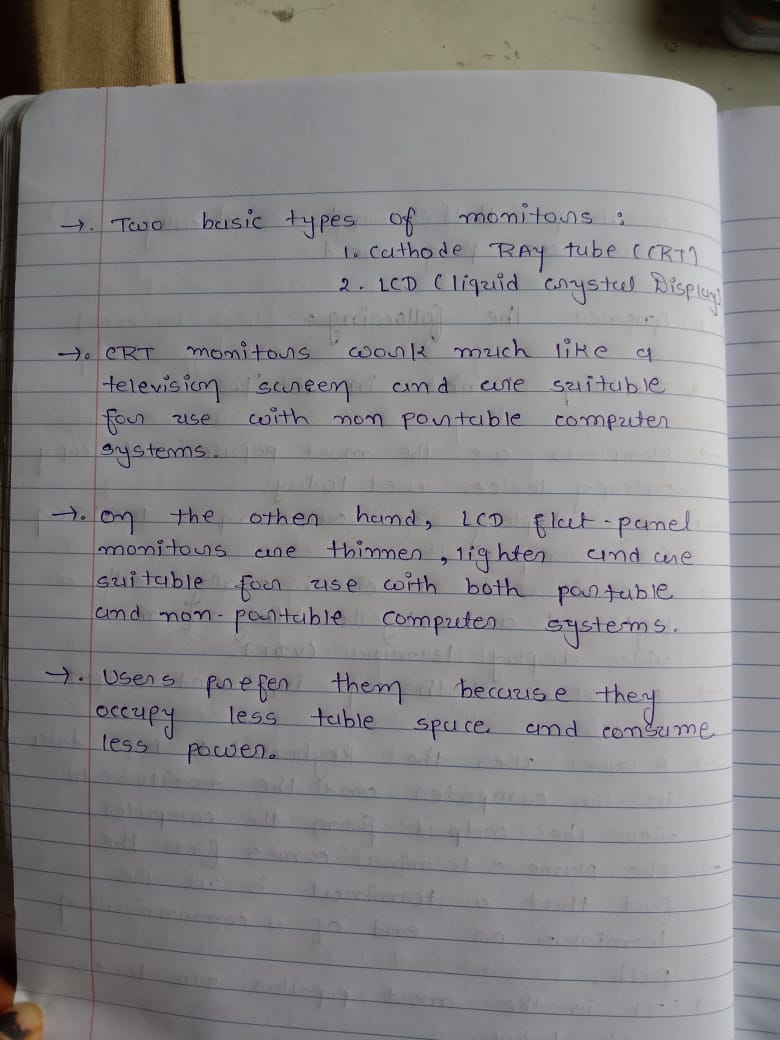 →. Two basic types of monitors :
1. Cathode RAY tube (CRT)
2. LCD (liquid crystal Display)
→. CRT monitors work much like a
television screen and are suitable
for use with non portable computer
systems.
→. on the other hand, LCD flat-panel
monitors are thinner, lighter and are
suitable for use with both portable
and non-portable computer systems.
→. Users prefer them because they
occupy less table space and consume
less power.